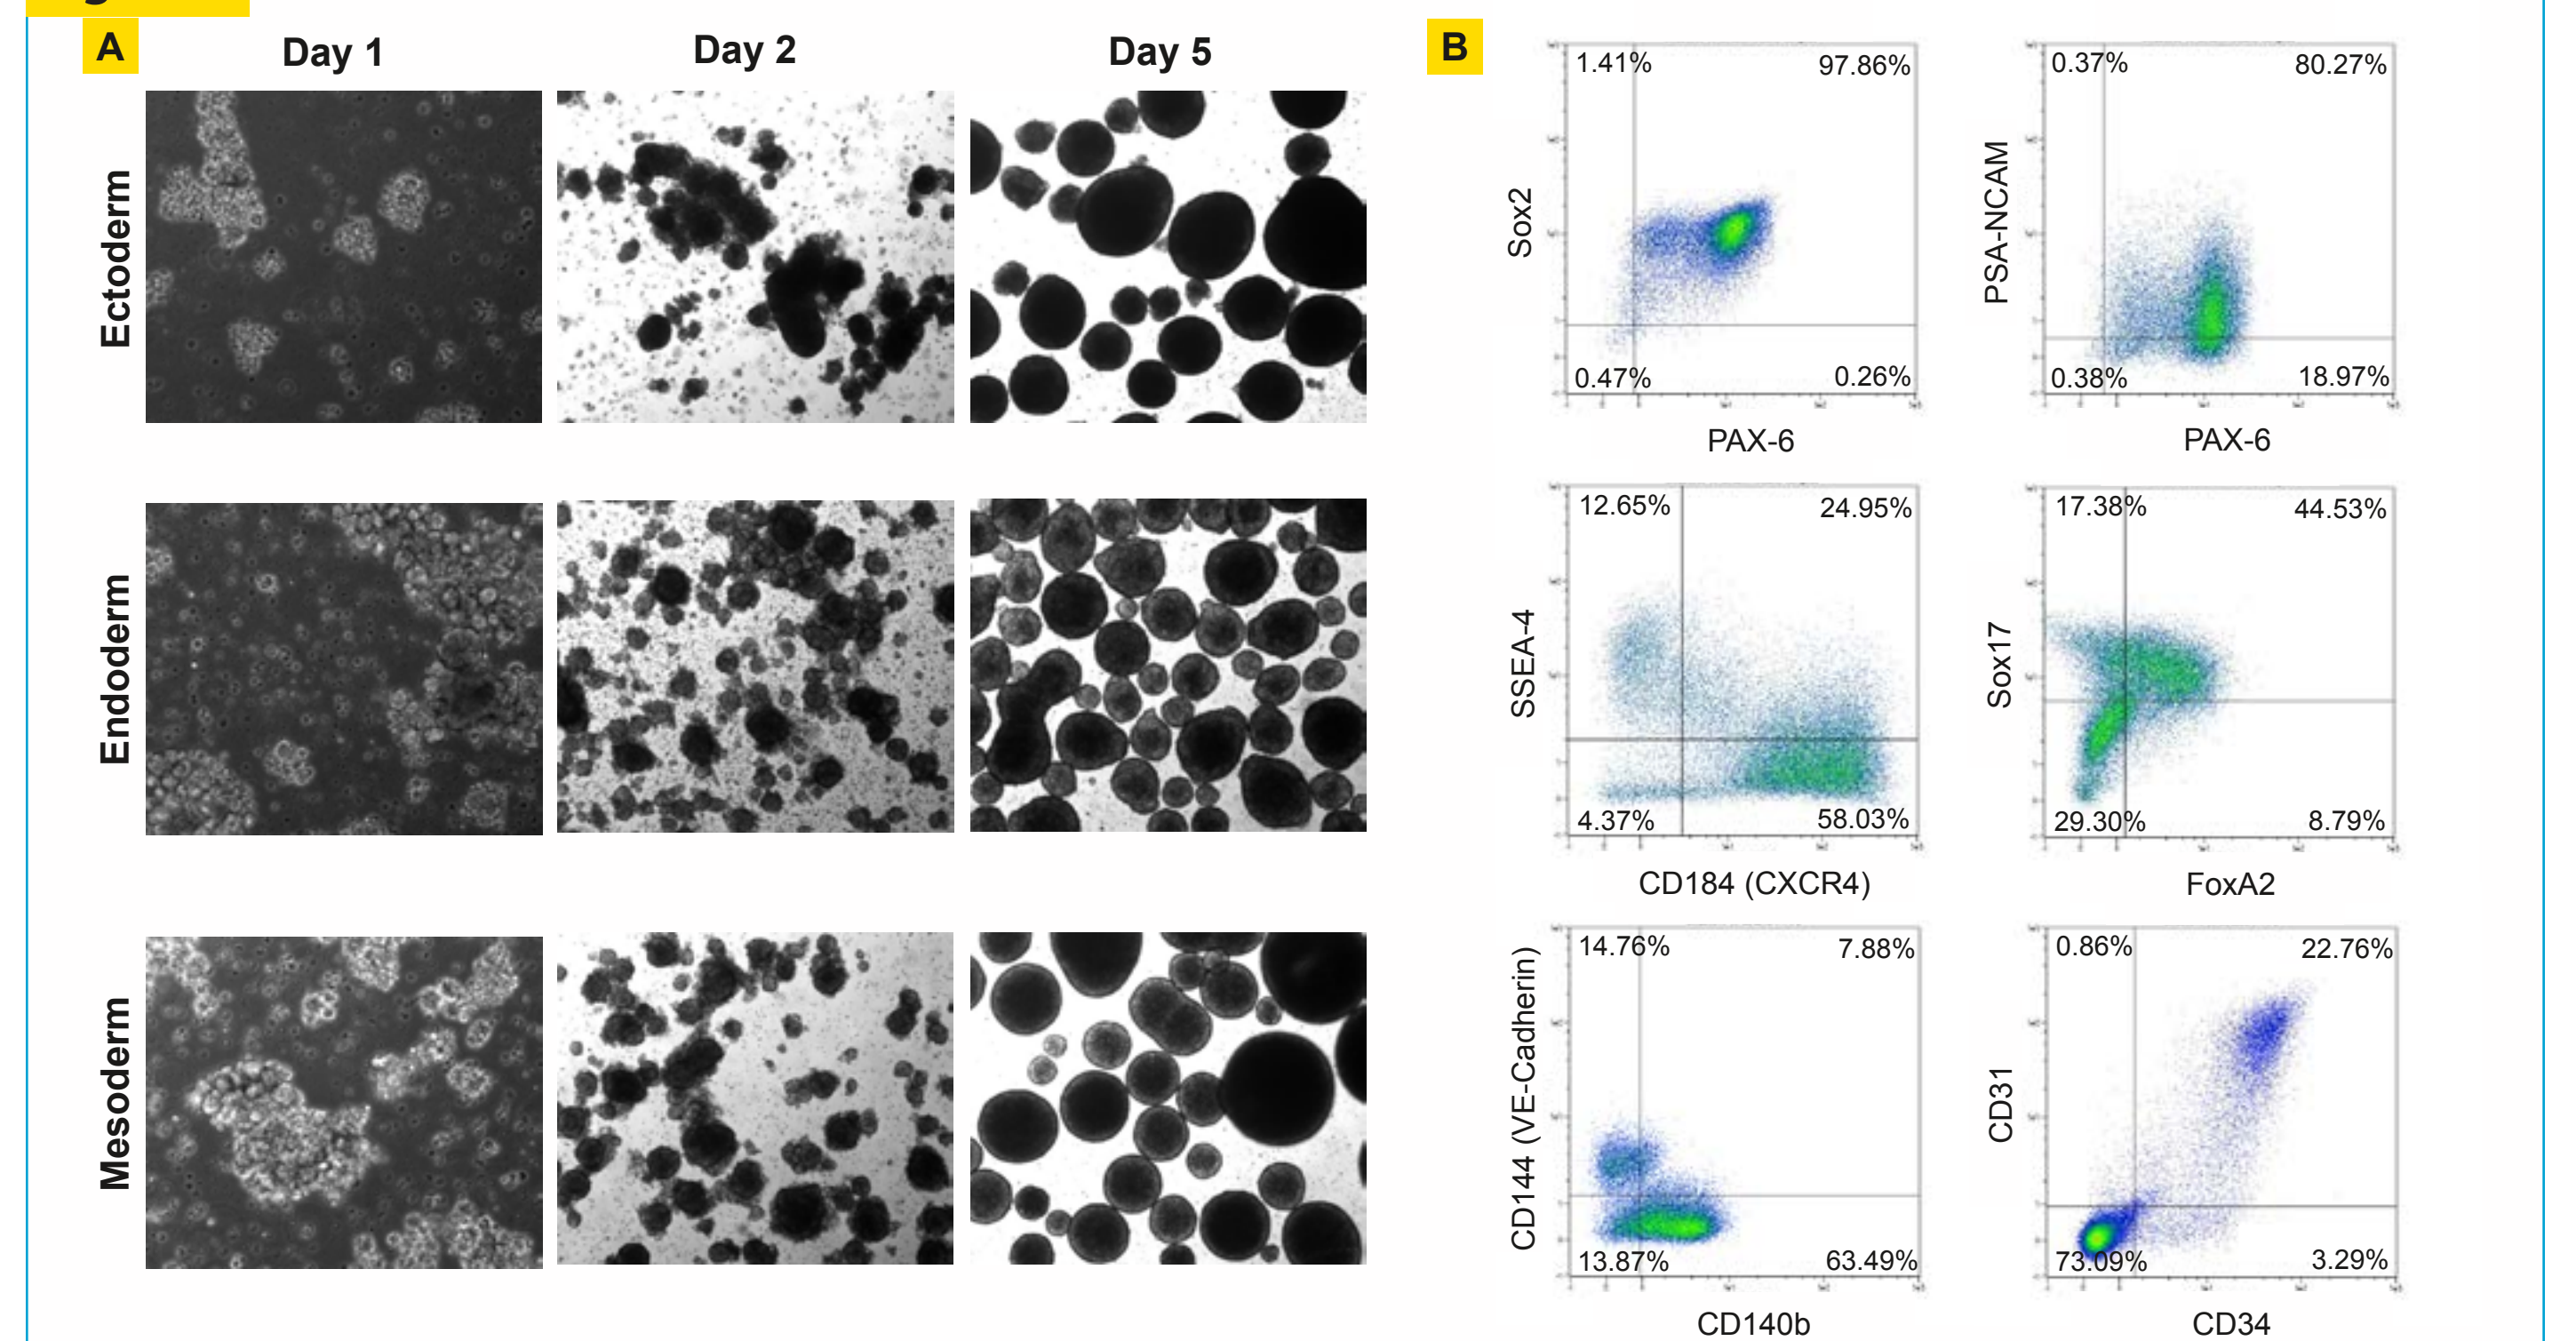 A
Day 1
Day 2
Day 5
Ectoderm
Endoderm
Mesoderm
B
1.41%
97.86%
Sox2
0.47%
0.26%
PAX-6
0.37%
80.27%
PSA-NCAM
0.38%
18.97%
PAX-6
12.65%
24.95%
SSEA-4
4.37%
58.03%
CD184 (CXCR4)
17.38%
44.53%
Sox17
29.30%
8.79%
FoxA2
14.76%
7.88%
CD144 (VE-Cadherin)
13.87%
63.49%
CD140b
0.86%
22.76%
CD31
73.09%
3.29%
CD34